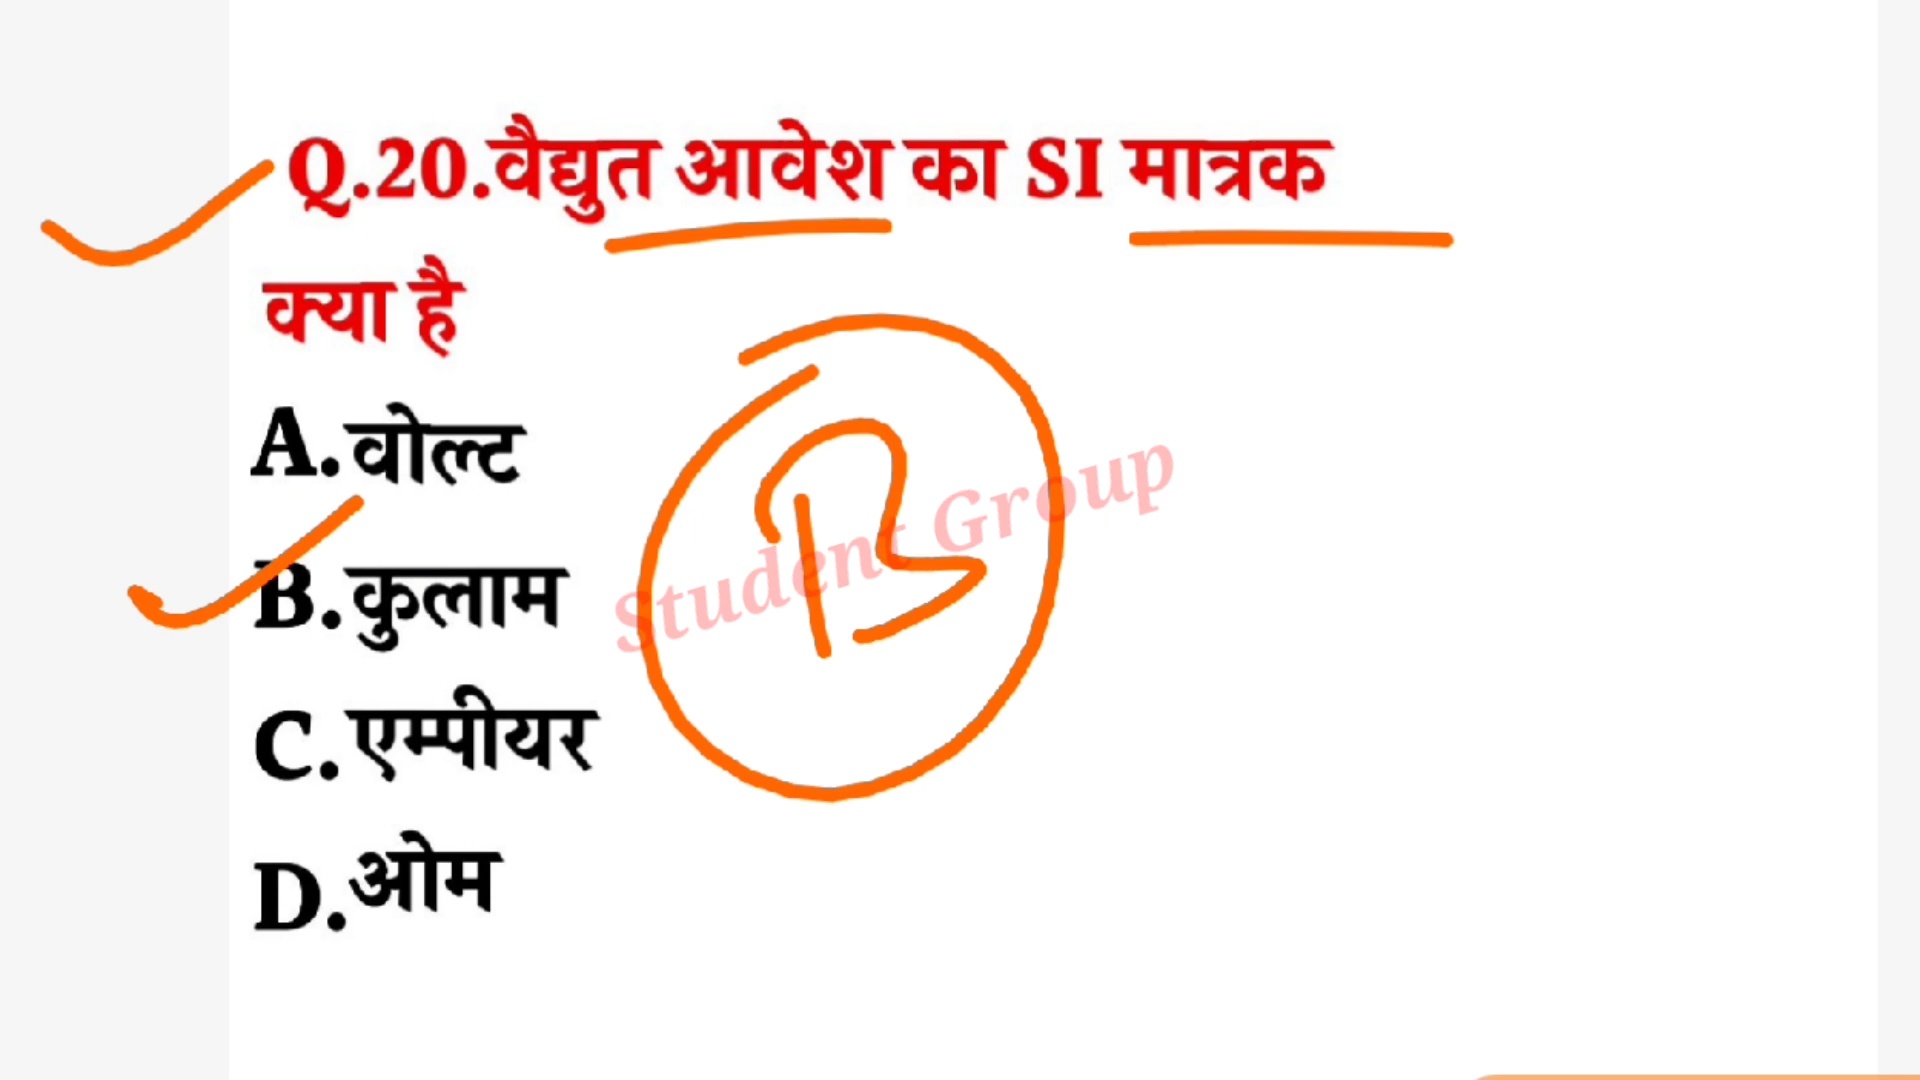 Q.20.वैद्युत आवेश का SI मात्रक
क्या है
A.वोल्ट
B.कुलाम
C.एम्पीयर
D.ओम
B
Student Group